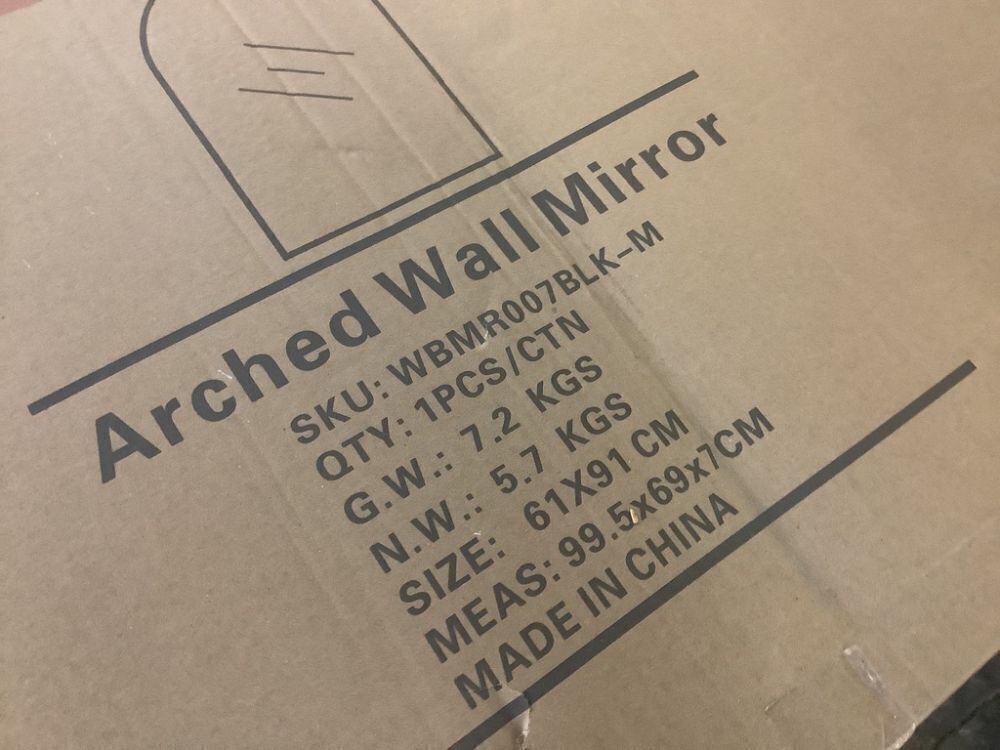 Arched Wall Mirror
SKU: WBMR007BLK-M
QTY: 1PCS/CTN
G.W.: 7.2 KGS
N.W.: 5.7 KGS
SIZE: 61X91 CM
MEAS: 99.5x69x7CM
MADE IN CHINA